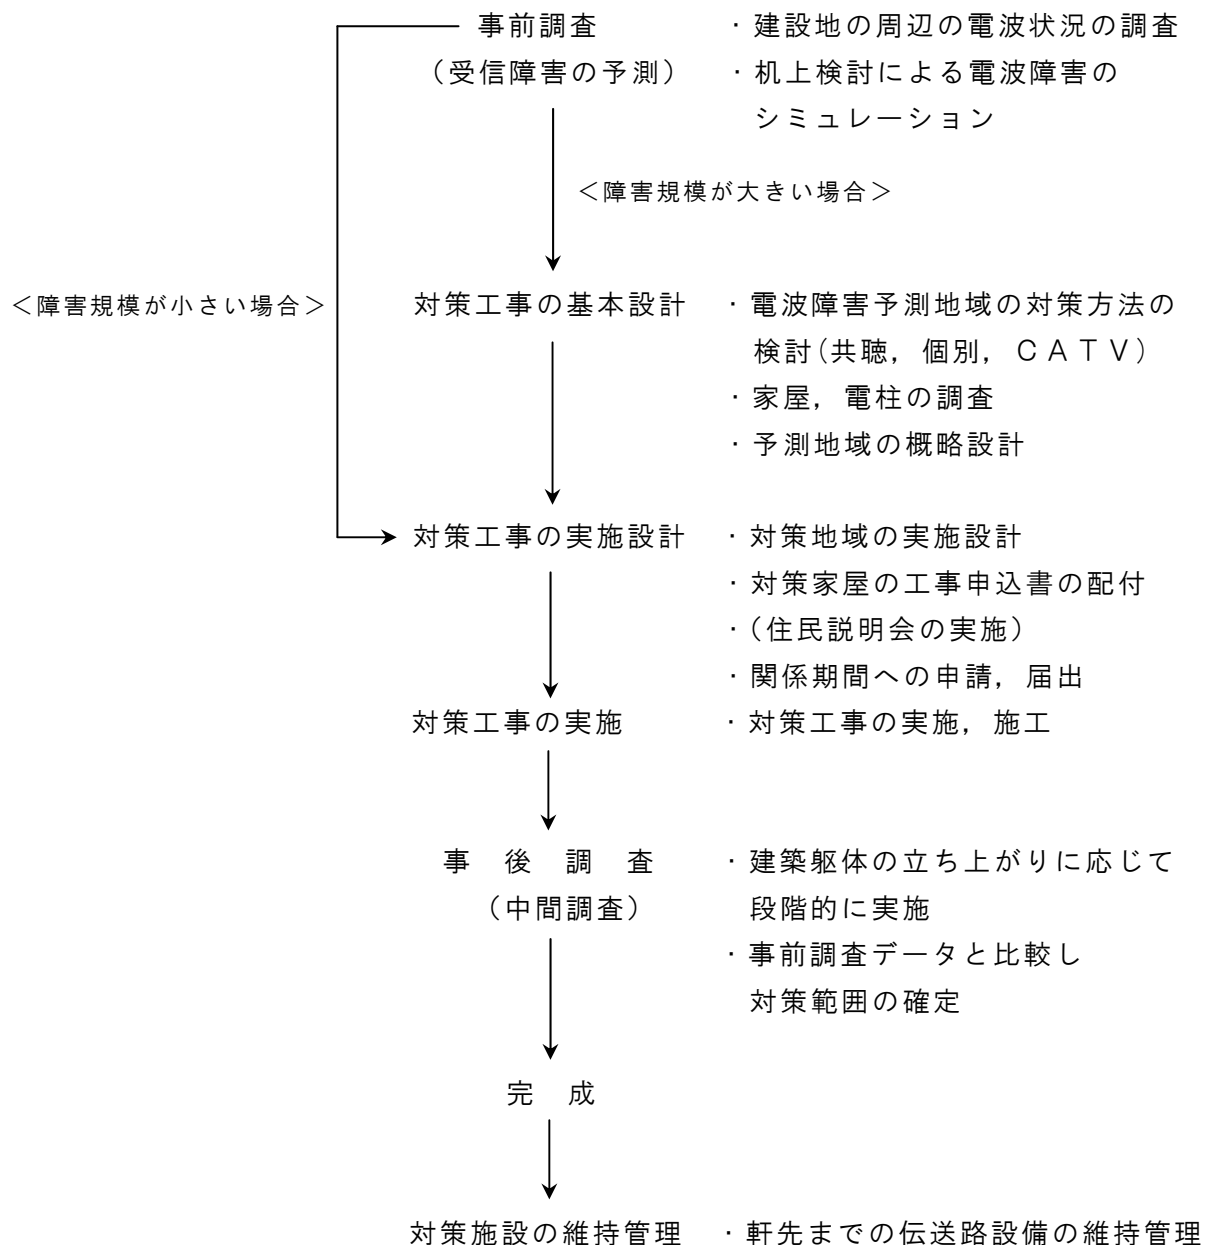 事前調査
・建設地の周辺の電波状況の調査
（受信障害の予測）
・机上検討による電波障害の
シミュレーション
＜障害規模が大きい場合＞
＜障害規模が小さい場合＞
対策工事の基本設計
・電波障害予測地域の対策方法の
検討(共聴，個別，ＣＡＴＶ)
・家屋，電柱の調査
・予測地域の概略設計
対策工事の実施設計
・対策地域の実施設計
・対策家屋の工事申込書の配付
・(住民説明会の実施)
・関係期間への申請，届出
対策工事の実施
・対策工事の実施，施工
事　後　調　査
・建築躯体の立ち上がりに応じて
（中間調査）
段階的に実施
・事前調査データと比較し
対策範囲の確定
完　成
対策施設の維持管理
・軒先までの伝送路設備の維持管理